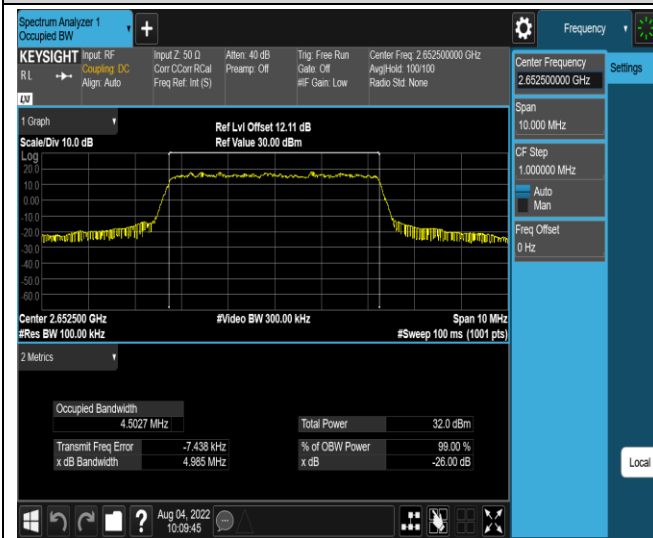 Spectrum Analyzer 1
Occupied BW
+
Frequency
KEYSIGHT
RL
Input: RF
Coupling: DC
Align: Auto
Input Z: 50 Ω
Corr CCorr RCal
Freq Ref: Int (S)
Atten: 40 dB
Preamp: Off
Trig: Free Run
Gate: Off
#IF Gain: Low
Center Freq: 2.652500000 GHz
Avg|Hold: 100/100
Radio Std: None
Center Frequency
2.652500000 GHz
Settings
Span
10.000 MHz
CF Step
1.000000 MHz
Auto
Man
Freq Offset
0 Hz
Local
1 Graph
Scale/Div 10.0 dB
Ref Lvl Offset 12.11 dB
Ref Value 30.00 dBm
Log
20.0
10.0
0.00
-10.0
-20.0
-30.0
-40.0
-50.0
-60.0
Center 2.652500 GHz
#Video BW 300.00 kHz
Span 10 MHz
#Res BW 100.00 kHz
#Sweep 100 ms (1001 pts)
2 Metrics
Occupied Bandwidth
4.5027 MHz
Total Power 32.0 dBm
Transmit Freq Error -7.438 kHz
% of OBW Power 99.00 %
x dB Bandwidth 4.985 MHz
x dB -26.00 dB
?
Aug 04, 2022
10:09:45